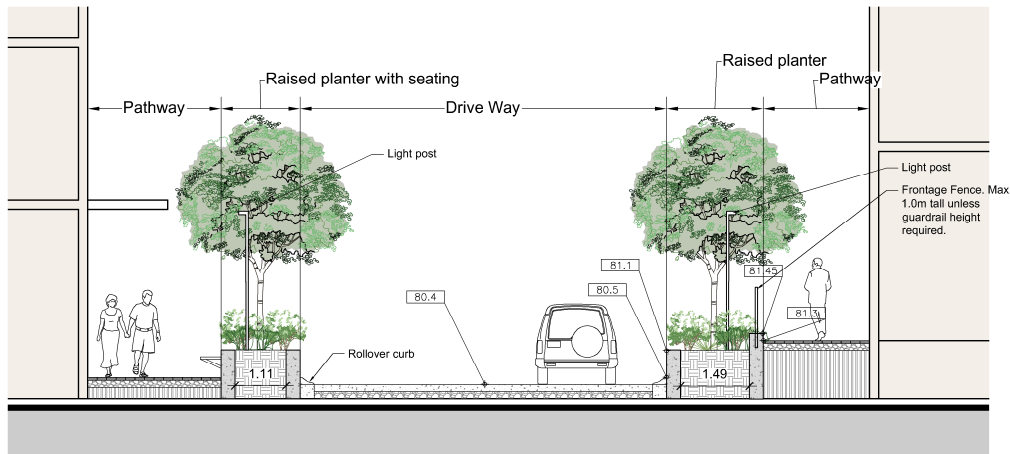 Raised planter
Raised planter with seating
Pathway
Pathway
Drive Way
Light post
Light post
Frontage Fence. Max
1.0m tall unless
guardrail height
required.
81.1
81.45
80.5
80.4
81.3
Rollover curb
1.11
1.49